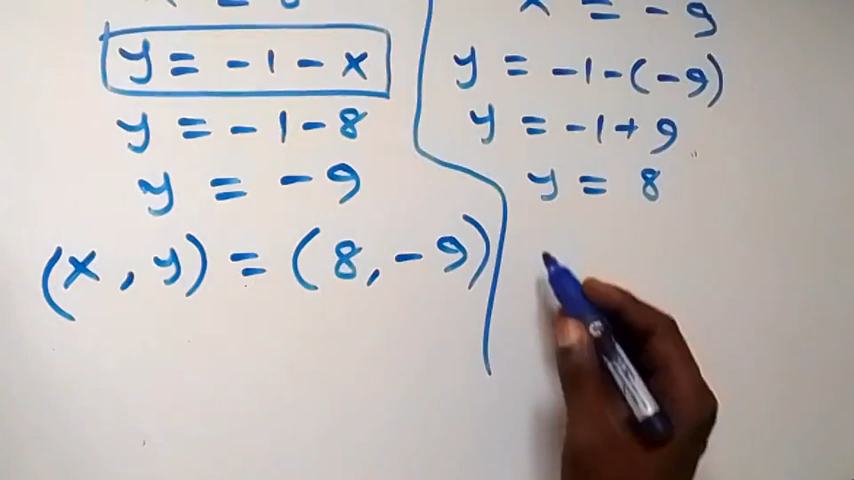 y = -1 - x
y = -1 - 8
y = -9
(x, y) = (8, -9)
x = -9
y = -1 - (-9)
y = -1 + 9
y = 8